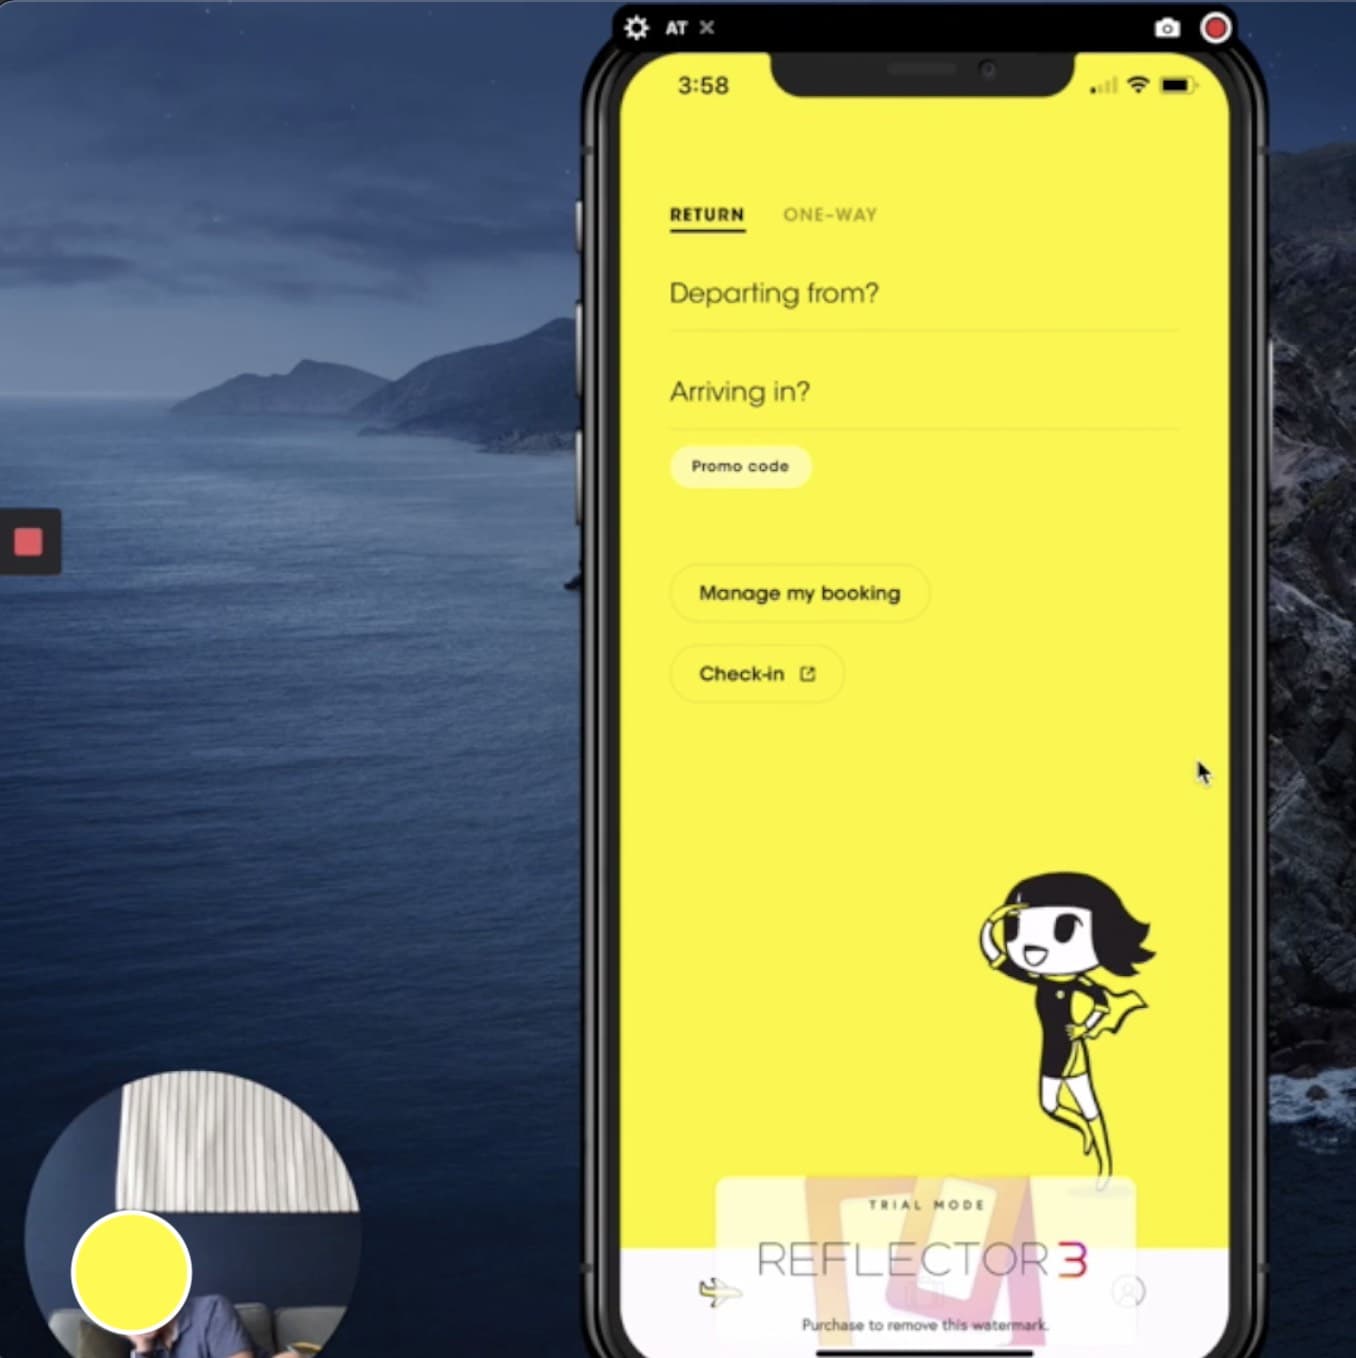 AT
3:58
RETURN ONE-WAY
Departing from?
Arriving in?
Promo code
Manage my booking
Check-in
TRIAL MODE
REFLECTOR 3
Purchase to remove this watermark.